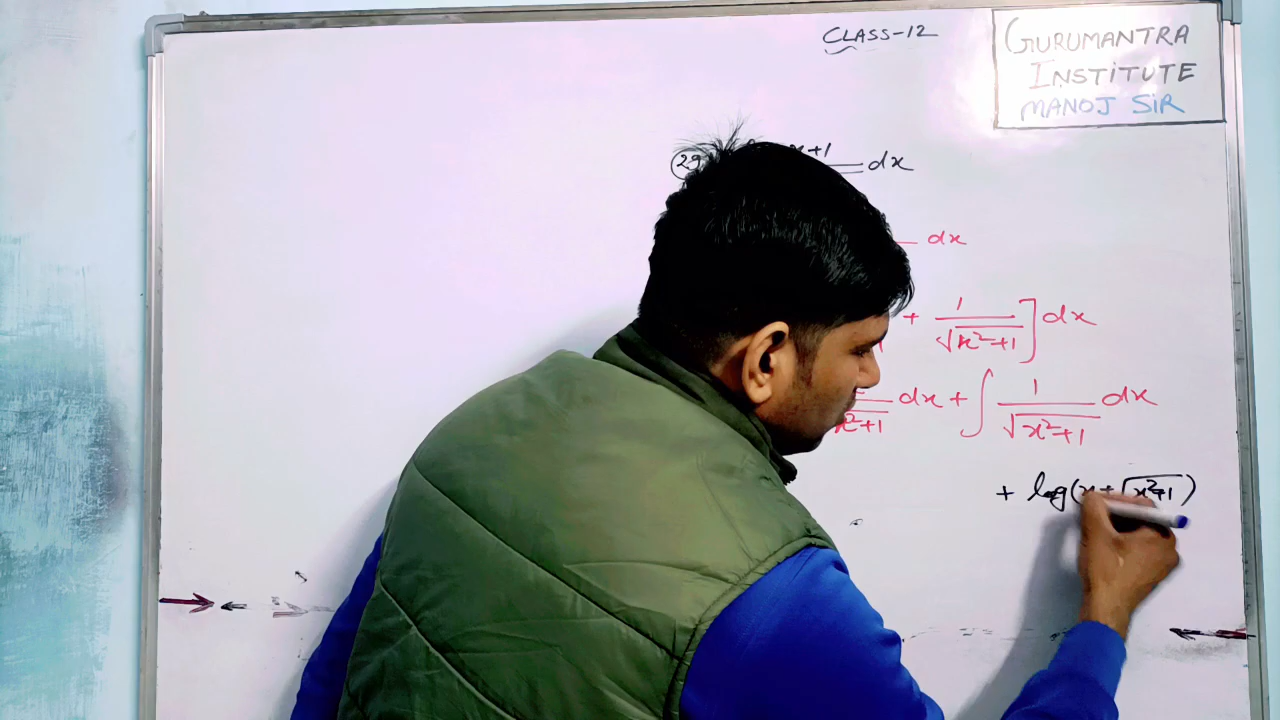 CLASS-12
GURUMANTRA
INSTITUTE
MANOJ SIR
29 x+1 dx
dx
+ 1/√(x²+1) ] dx
x²+1 dx + ∫ 1/√(x²+1) dx
+ log(x + √(x²+1))